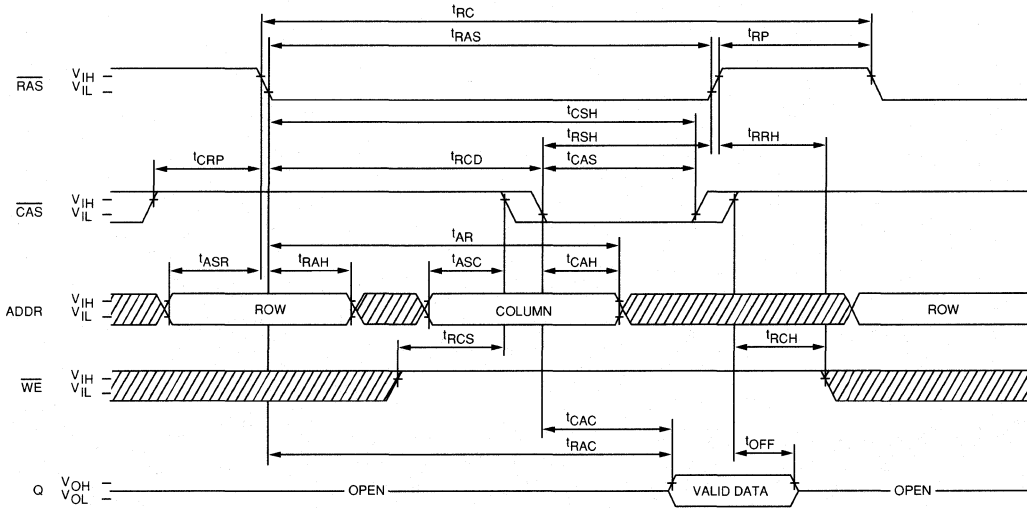 tRC
tRAS
tRP
RAS
VIH
VIL
tCSH
tRSH
tRRH
tCRP
tRCD
tCAS
CAS
VIH
VIL
tAR
tASR
tRAH
tASC
tCAH
ADDR
VIH
VIL
ROW
COLUMN
ROW
tRCS
tRCH
WE
VIH
VIL
tCAC
tRAC
tOFF
Q
VOH
VOL
OPEN
VALID DATA
OPEN